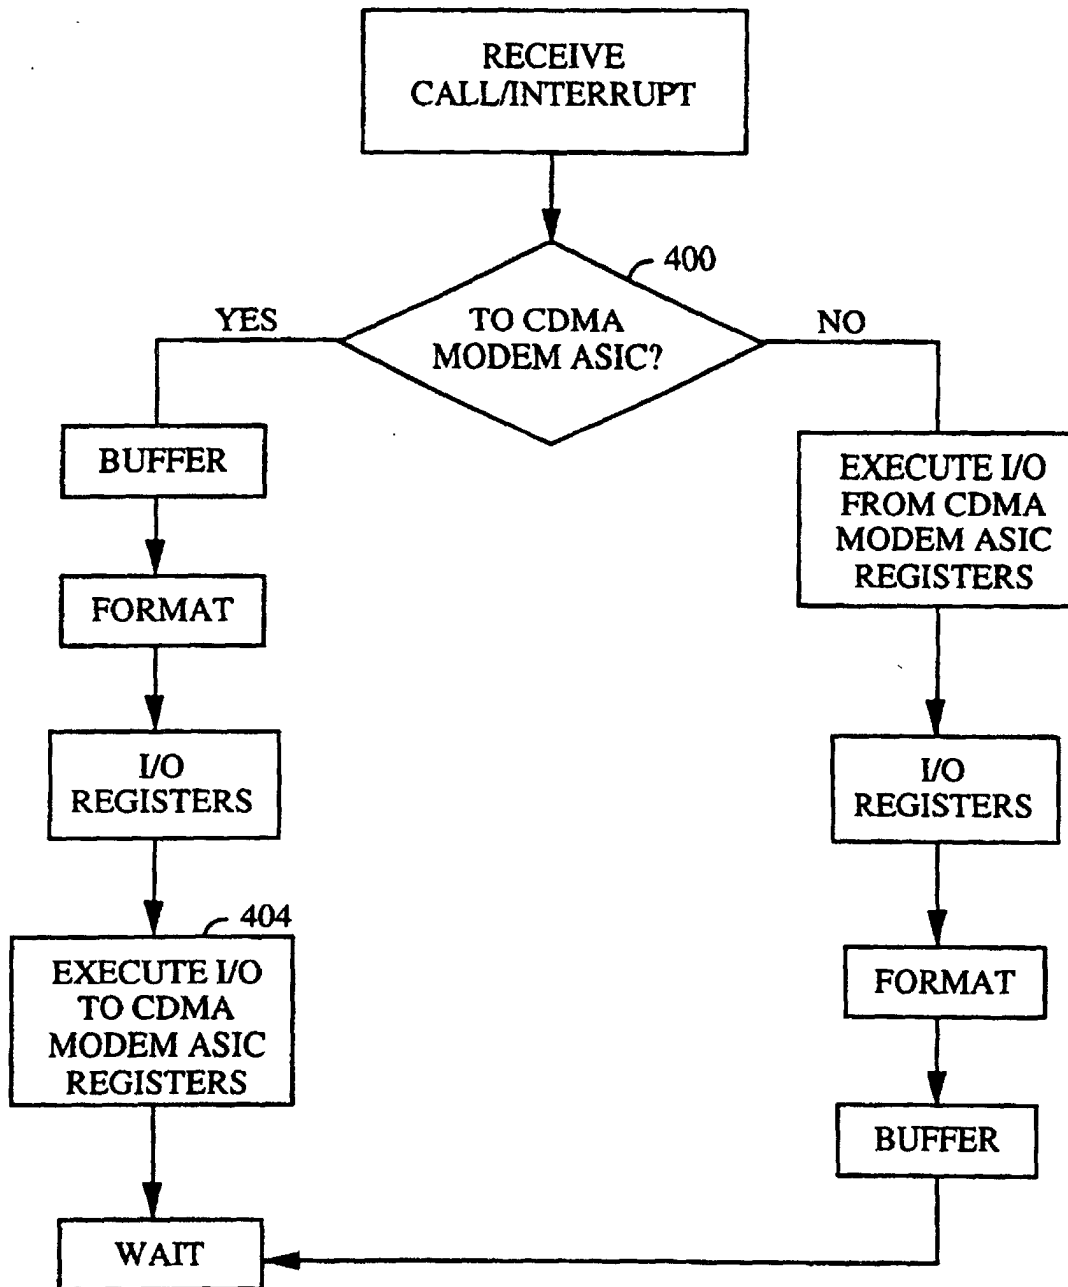 RECEIVE
CALL/INTERRUPT
400
TO CDMA
MODEM ASIC?
YES
NO
BUFFER
FORMAT
I/O
REGISTERS
404
EXECUTE I/O
TO CDMA
MODEM ASIC
REGISTERS
EXECUTE I/O
FROM CDMA
MODEM ASIC
REGISTERS
I/O
REGISTERS
FORMAT
BUFFER
WAIT